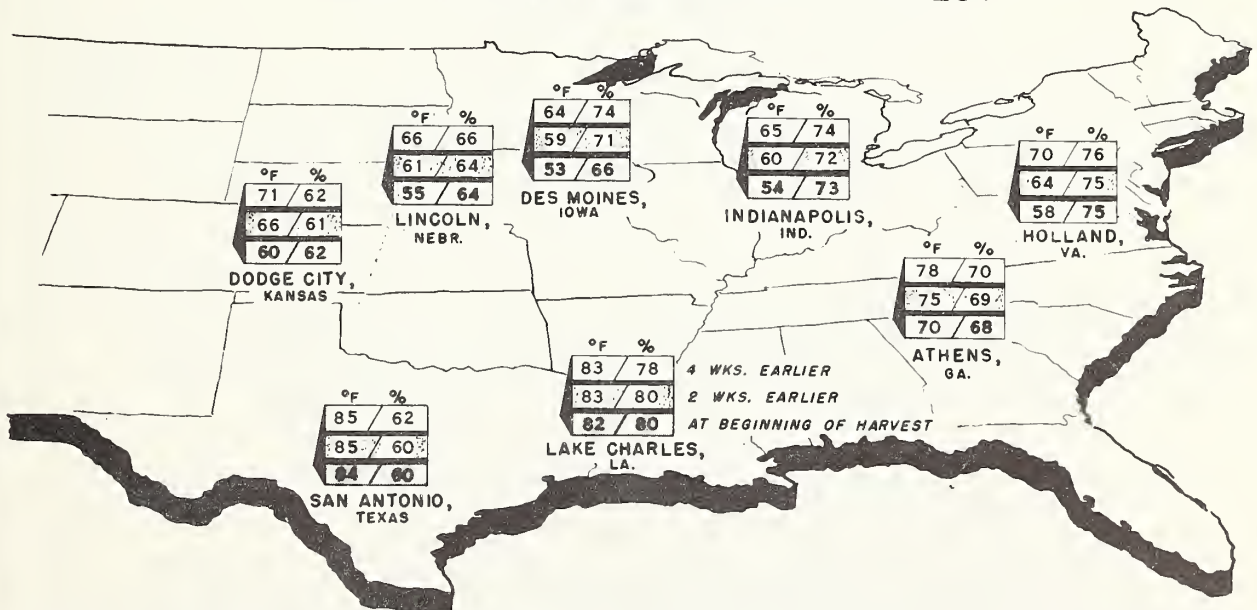 °F %
64 / 74
59 / 71
53 / 66
DES MOINES,
IOWA
°F %
66 / 66
61 / 64
55 / 64
LINCOLN,
NEBR.
°F %
65 / 74
60 / 72
54 / 73
INDIANAPOLIS,
IND.
°F %
70 / 76
64 / 75
58 / 75
HOLLAND,
VA.
°F %
71 / 62
66 / 61
60 / 62
DODGE CITY,
KANSAS
°F %
78 / 70
75 / 69
70 / 68
ATHENS,
GA.
°F %
83 / 78 4 WKS. EARLIER
83 / 80 2 WKS. EARLIER
82 / 80 AT BEGINNING OF HARVEST
LAKE CHARLES,
LA.
°F %
85 / 62
85 / 60
84 / 60
SAN ANTONIO,
TEXAS